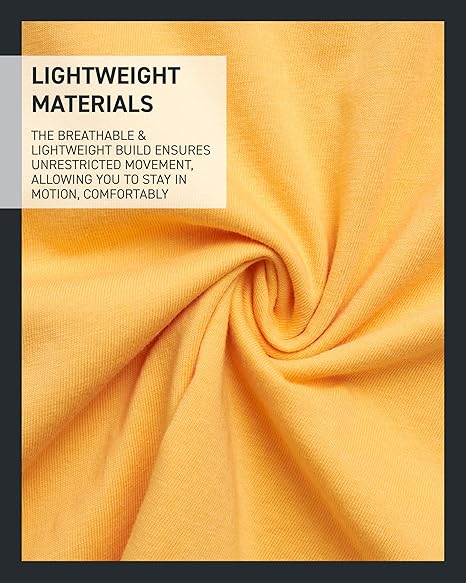 LIGHTWEIGHT
MATERIALS
THE BREATHABLE &
LIGHTWEIGHT BUILD ENSURES
UNRESTRICTED MOVEMENT,
ALLOWING YOU TO STAY IN
MOTION, COMFORTABLY